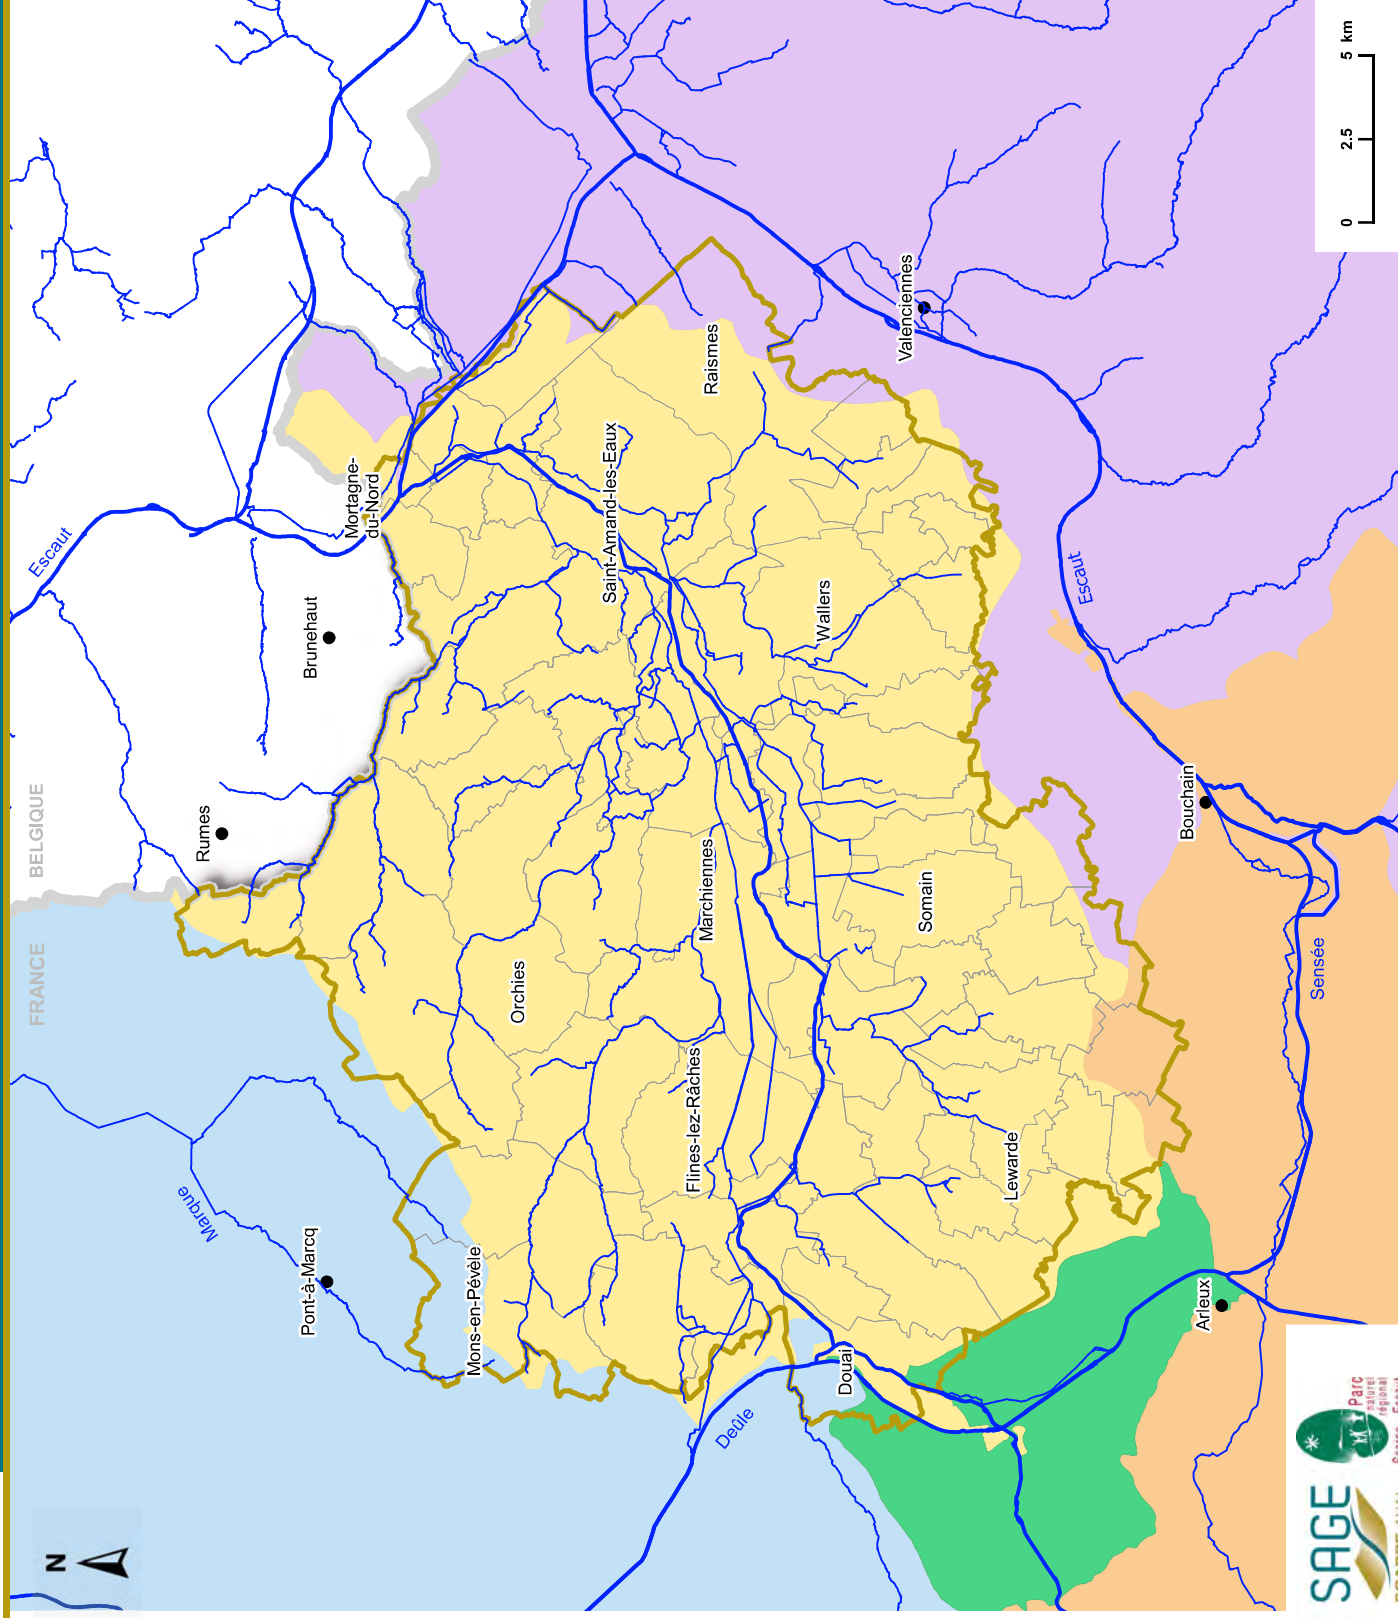 N
FRANCE
BELGIQUE
Escaut
Rumes
Brunehaut
Mortagne-
du-Nord
Marque
Pont-à-Marcq
Mons-en-Pévèle
Orchies
Saint-Amand-les-Eaux
Raismes
Flines-lez-Râches
Marchiennes
Wallers
Valenciennes
Deûle
Douai
Somain
Lewarde
Escaut
Bouchain
Arleux
Sensée
0
2.5
5 km
SAGE
Parc
naturel
régional